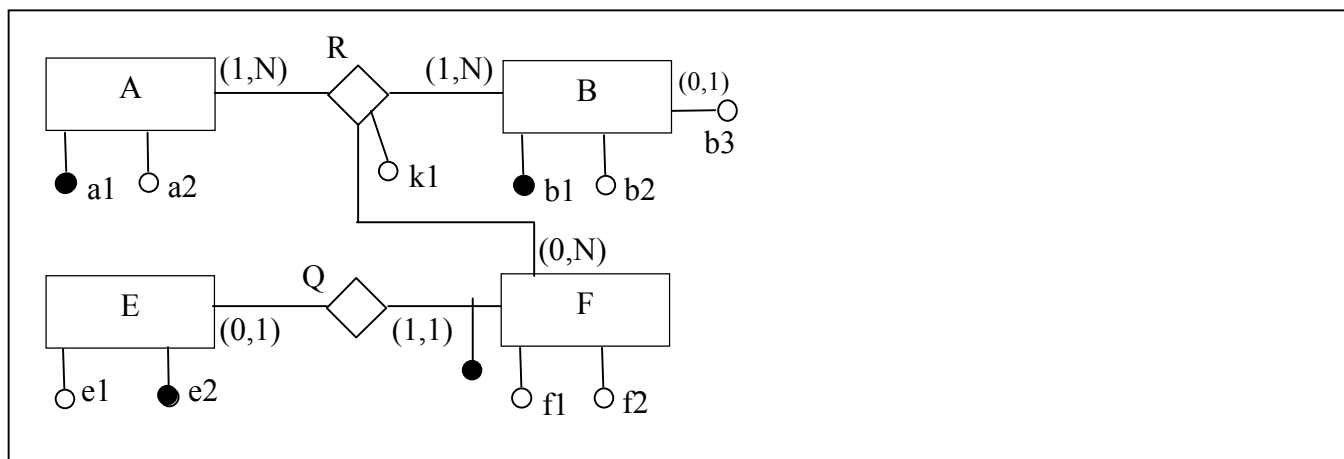 R
A (1,N) (1,N) B (0,1)
b3
a1 a2 k1 b1 b2
(0,N)
Q
E (0,1) (1,1) F
e1 e2 f1 f2